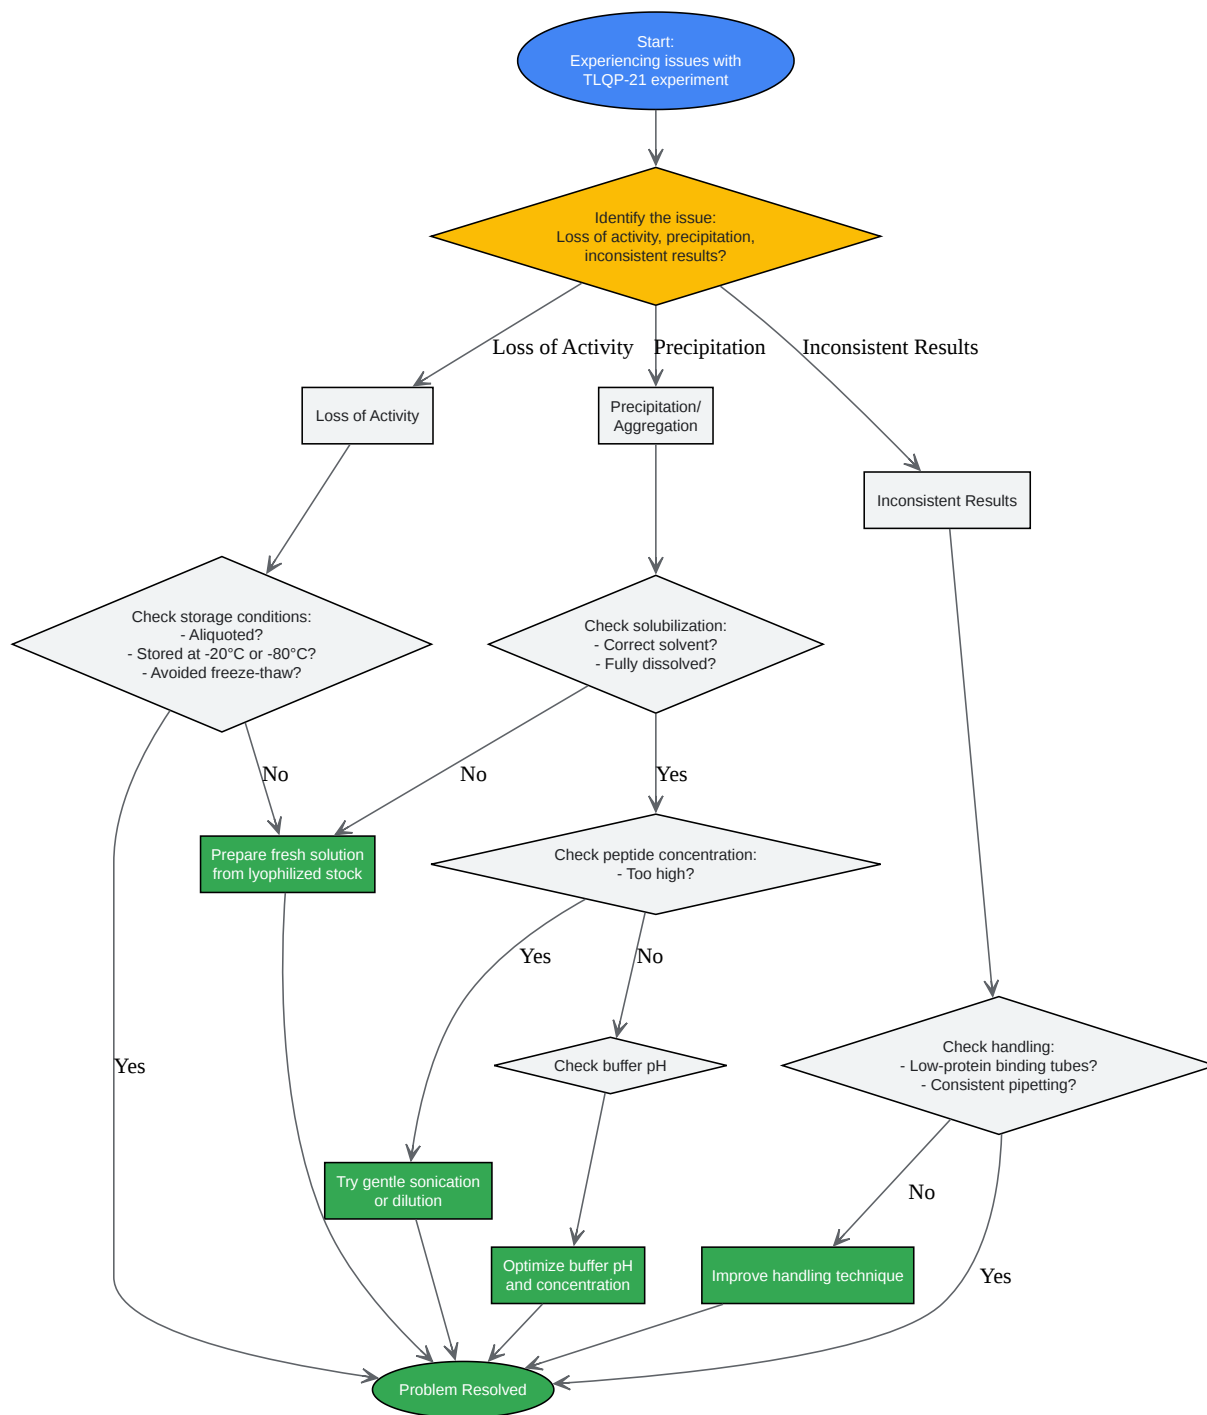 Start:
Experiencing issues with
TLQP-21 experiment
Identify the issue:
Loss of activity, precipitation,
inconsistent results?
Loss of Activity
Precipitation
Inconsistent Results
Loss of Activity
Precipitation/
Aggregation
Inconsistent Results
Check storage conditions:
- Aliquoted?
- Stored at -20°C or -80°C?
- Avoided freeze-thaw?
Check solubilization:
- Correct solvent?
- Fully dissolved?
No
No
Yes
Prepare fresh solution
from lyophilized stock
Check peptide concentration:
- Too high?
Yes
No
Yes
Check buffer pH
Check handling:
- Low-protein binding tubes?
- Consistent pipetting?
Try gentle sonication
or dilution
No
Optimize buffer pH
and concentration
Improve handling technique
Yes
Problem Resolved